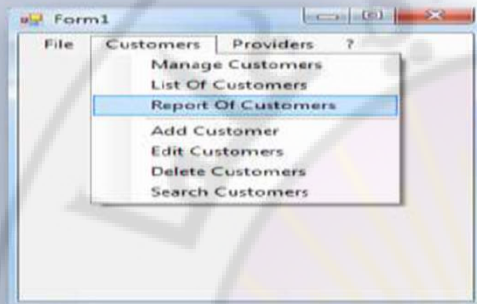 Form1
File Customers Providers ?
Manage Customers
List Of Customers
Report Of Customers
Add Customer
Edit Customers
Delete Customers
Search Customers